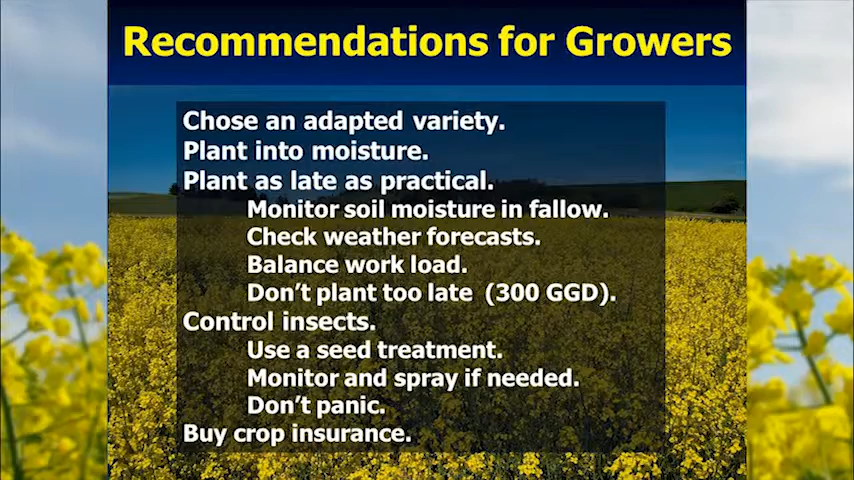 Recommendations for Growers
Chose an adapted variety.
Plant into moisture.
Plant as late as practical.
Monitor soil moisture in fallow.
Check weather forecasts.
Balance work load.
Don't plant too late (300 GGD).
Control insects.
Use a seed treatment.
Monitor and spray if needed.
Don't panic.
Buy crop insurance.